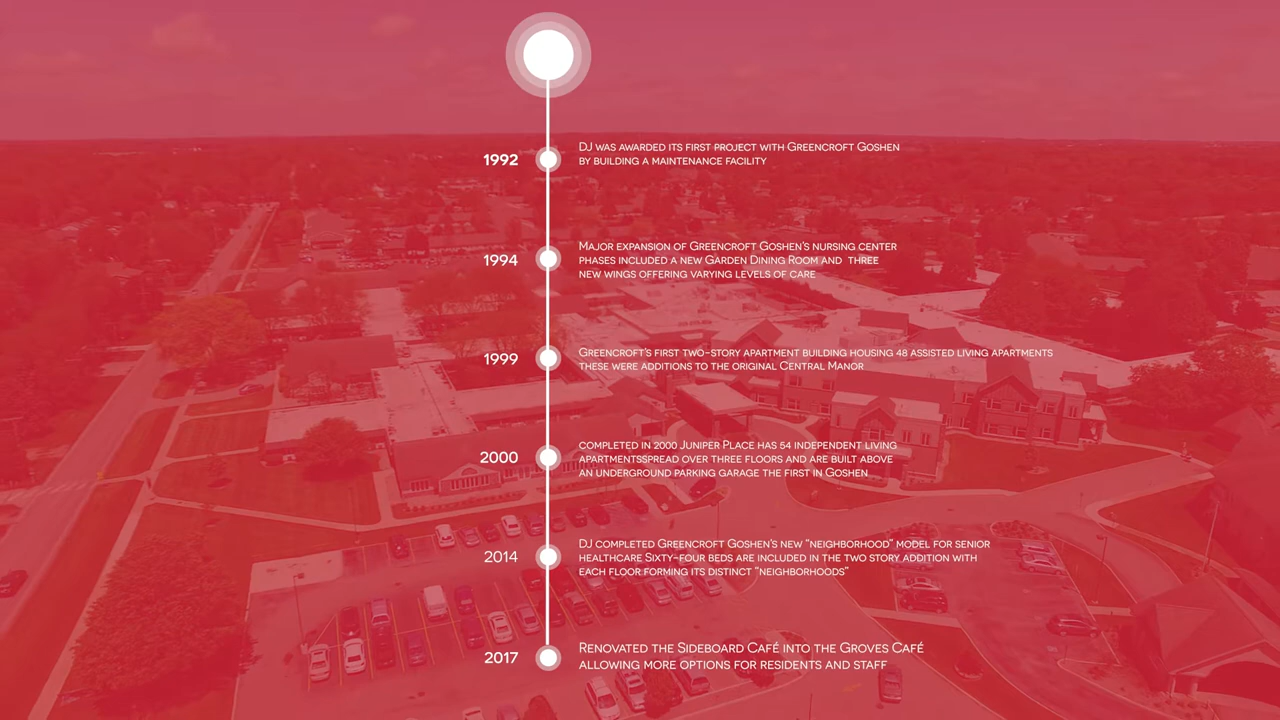 1992
DJ was awarded its first project with Greencroft Goshen
by building a maintenance facility
1994
Major expansion of Greencroft Goshen's nursing center
phases included a new Garden Dining Room and  three
new wings offering varying levels of care
1999
Greencroft's first two-story apartment building housing 48 assisted living apartments
these were additions to the original Central Manor
2000
completed in 2000 Juniper Place has 54 independent living
apartmentsspread over three floors and are built above
an underground parking garage the first in Goshen
2014
DJ completed Greencroft Goshen's new "neighborhood" model for senior
healthcare Sixty-four beds are included in the two story addition with
each floor forming its distinct "neighborhoods"
2017
Renovated the Sideboard Café into the Groves Café
allowing more options for residents and staff